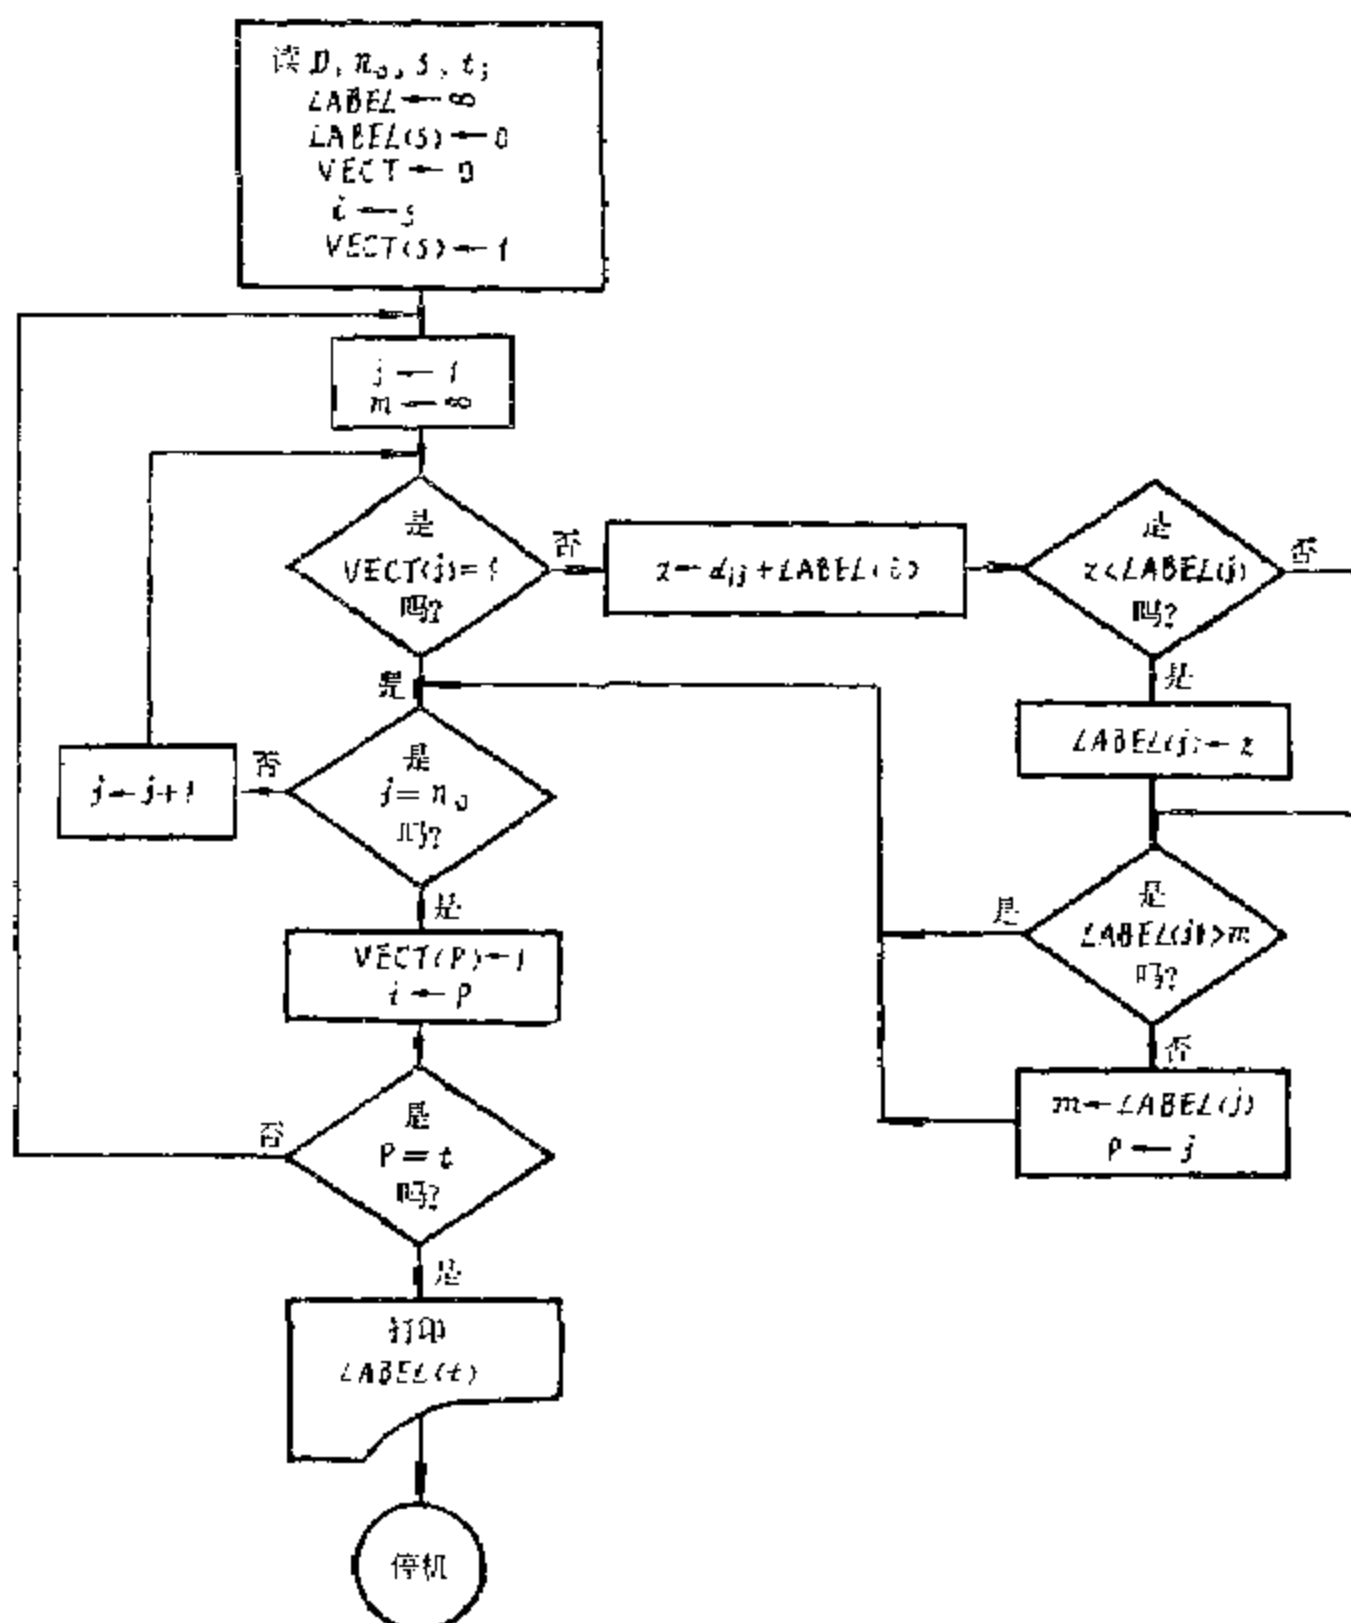 读 D, n₀, s, t;
LABEL ← ∞
LABEL(s) ← 0
VECT ← 0
i ← s
VECT(s) ← 1
j ← 1
m ← ∞
是
VECT(j) = 1
吗?
否
z ← dᵢⱼ + LABEL(i)
是
z < LABEL(j)
吗?
否
是
是
LABEL(j) ← z
j ← j + 1
否
是
j = n₀
吗?
是
是
是
LABEL(j) > m
吗?
VECT(P) ← 1
i ← P
否
m ← LABEL(j)
P ← j
否
是
P = t
吗?
是
打印
LABEL(t)
停机